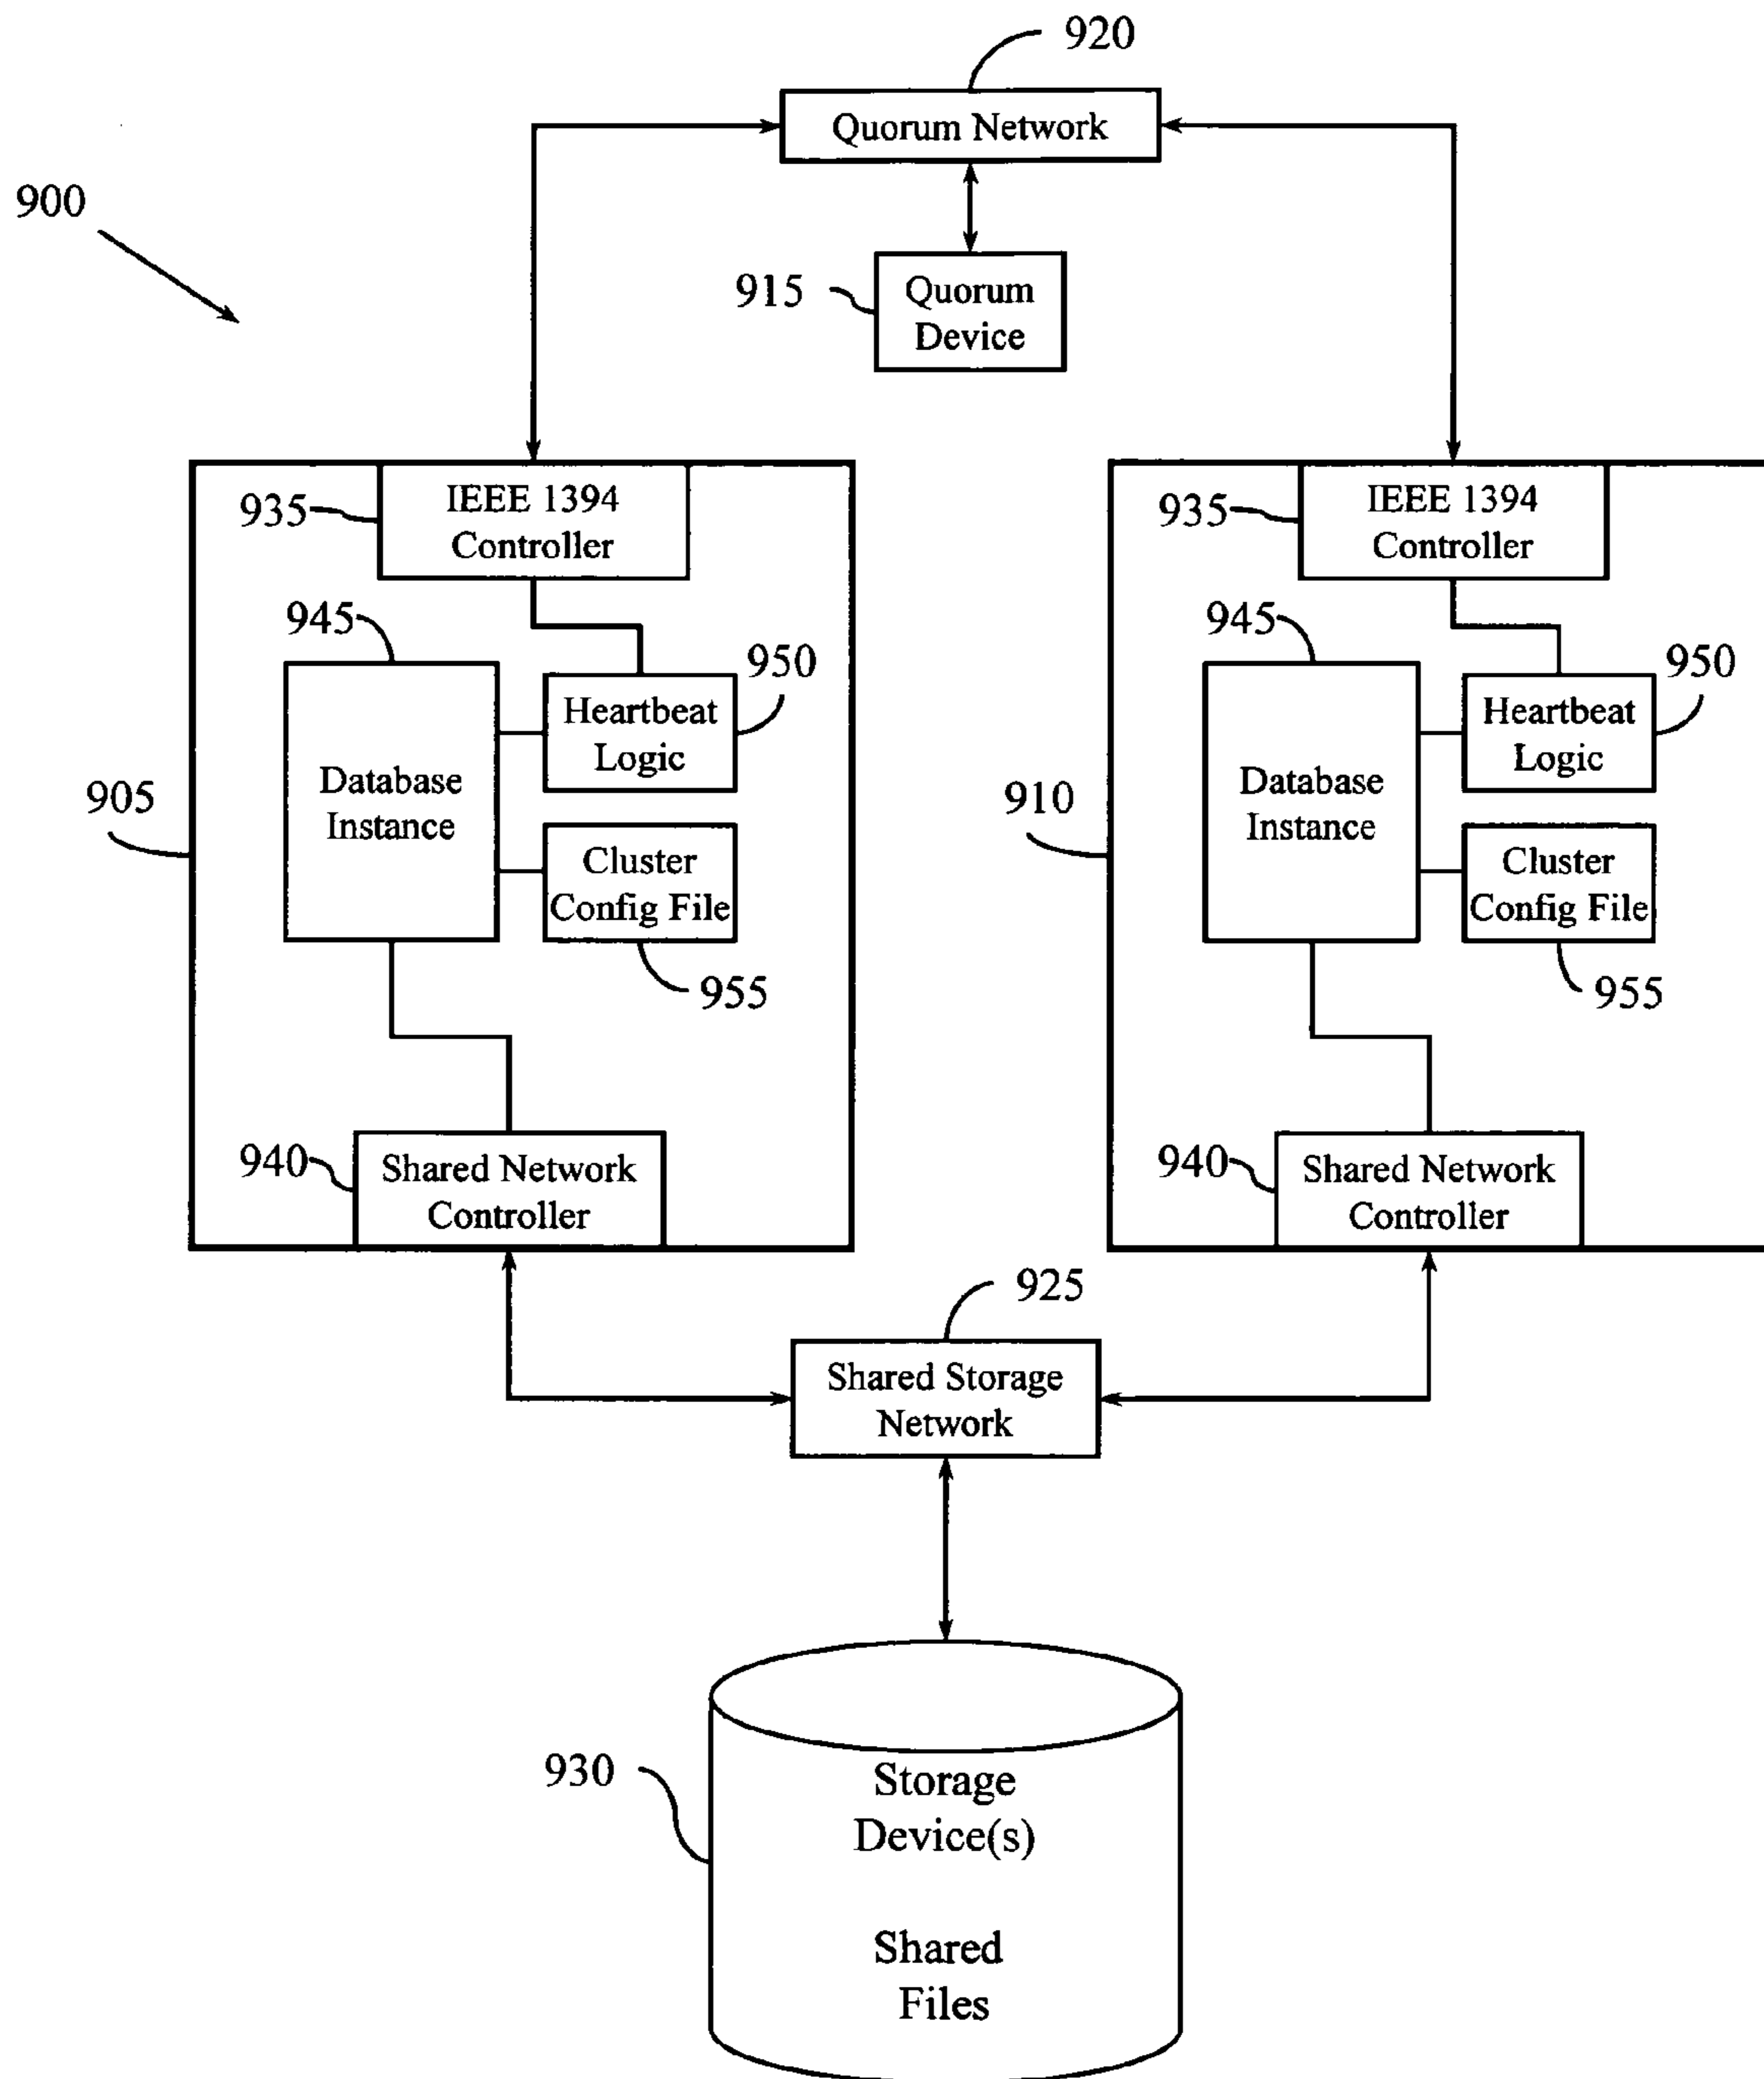 920
Quorum Network
900
915
Quorum
Device
935
IEEE 1394
Controller
935
IEEE 1394
Controller
945
950
Heartbeat
Logic
945
950
Heartbeat
Logic
905
Database
Instance
910
Database
Instance
Cluster
Config File
955
Cluster
Config File
955
940
Shared Network
Controller
940
Shared Network
Controller
925
Shared Storage
Network
930
Storage
Device(s)
Shared
Files